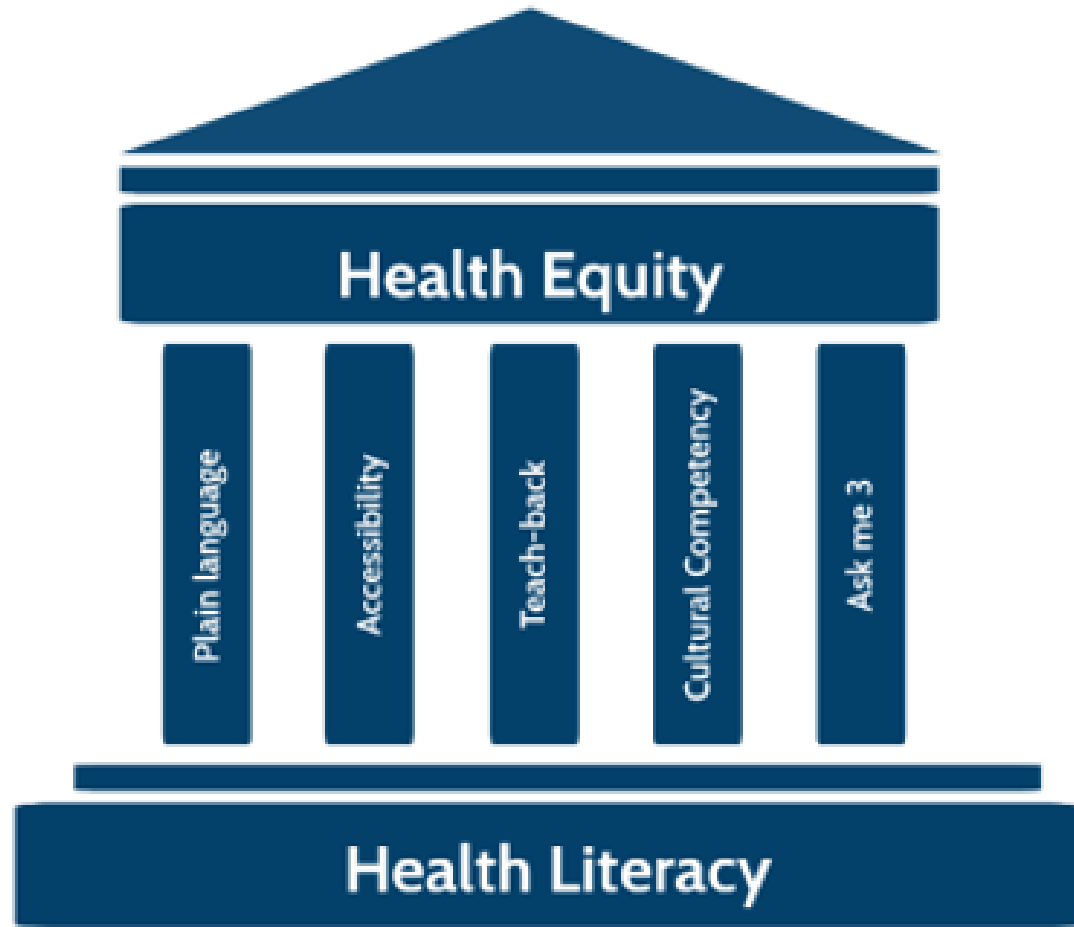 Health Equity
Plain language
Accessibility
Teach-back
Cultural Competency
Ask me 3
Health Literacy